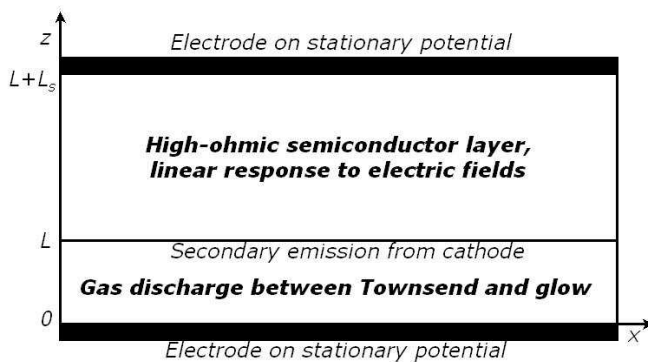 z
Electrode on stationary potential
L+Ls
High-ohmic semiconductor layer,
linear response to electric fields
L
Secondary emission from cathode
Gas discharge between Townsend and glow
0
x
Electrode on stationary potential